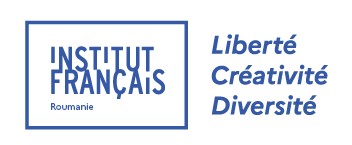 INSTITUT
FRANÇAIS
Roumanie
Liberté
Créativité
Diversité